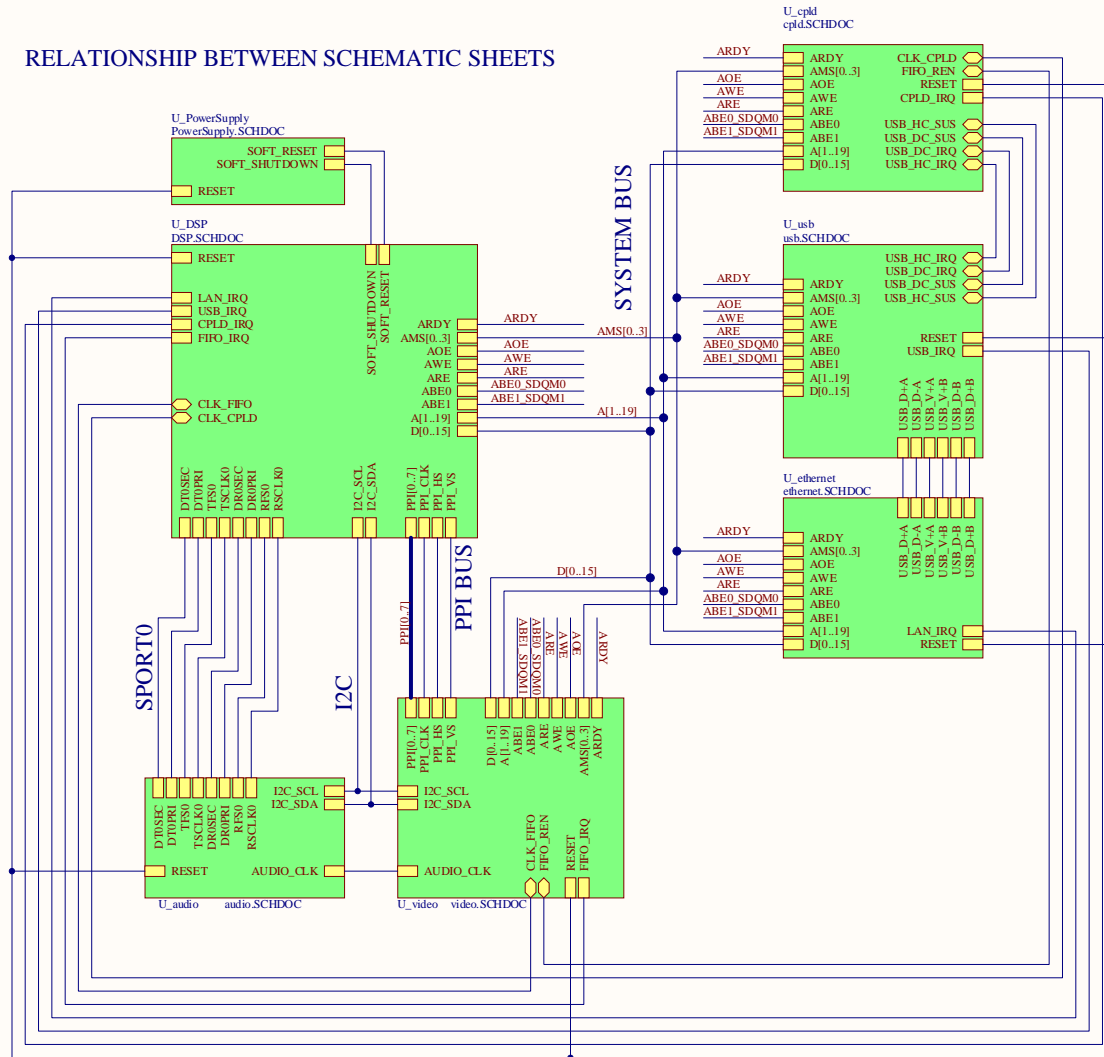 RELATIONSHIP BETWEEN SCHEMATIC SHEETS
U_PowerSupply
PowerSupply.SCHDOC
SOFT_RESET
SOFT_SHUTDOWN
RESET
U_DSP
DSP.SCHDOC
RESET
LAN_IRQ
USB_IRQ
CPLD_IRQ
FIFO_IRQ
CLK_FIFO
CLK_CPLD
SOFT_SHUTDOWN
SOFT_RESET
ARDY
AMS[0..3]
AOE
AWE
ARE
ABE0
ABE1
A[1..19]
D[0..15]
ARDY
AMS[0..3]
AOE
AWE
ARE
ABE0_SDQM0
ABE1_SDQM1
A[1..19]
DT0SEC
DT0PRI
TFS0
TSCLK0
DR0SEC
DR0PRI
RFS0
RSCLK0
I2C_SCL
I2C_SDA
PPI[0..7]
PPI_CLK
PPI_HS
PPI_VS
SYSTEM BUS
SPORT0
I2C
PPI[0..7]
PPI BUS
U_cpld
cpld.SCHDOC
ARDY
AOE
AWE
ARE
ABE0_SDQM0
ABE1_SDQM1
ARDY
AMS[0..3]
AOE
AWE
ARE
ABE0
ABE1
A[1..19]
D[0..15]
CLK_CPLD
FIFO_REN
RESET
CPLD_IRQ
USB_HC_SUS
USB_DC_SUS
USB_DC_IRQ
USB_HC_IRQ
U_usb
usb.SCHDOC
ARDY
AOE
AWE
ARE
ABE0_SDQM0
ABE1_SDQM1
ARDY
AMS[0..3]
AOE
AWE
ARE
ABE0
ABE1
A[1..19]
D[0..15]
USB_HC_IRQ
USB_DC_IRQ
USB_DC_SUS
USB_HC_SUS
RESET
USB_IRQ
USB_D+A
USB_D-A
USB_V+A
USB_V+B
USB_D-B
USB_D+B
U_ethernet
ethernet.SCHDOC
ARDY
AOE
AWE
ARE
ABE0_SDQM0
ABE1_SDQM1
ARDY
AMS[0..3]
AOE
AWE
ARE
ABE0
ABE1
A[1..19]
D[0..15]
USB_D+A
USB_D-A
USB_V+A
USB_V+B
USB_D-B
USB_D+B
LAN_IRQ
RESET
D[0..15]
ABE1_SDQM1
ABE0_SDQM0
ARE
AWE
AOE
ARDY
PPI[0..7]
PPI_CLK
PPI_HS
PPI_VS
D[0..15]
A[1..19]
ABE1
ABE0
ARE
AWE
AOE
AMS[0..3]
ARDY
I2C_SCL
I2C_SDA
AUDIO_CLK
CLK_FIFO
FIFO_REN
RESET
FIFO_IRQ
U_video
video.SCHDOC
DT0SEC
DT0PRI
TFS0
TSCLK0
DR0SEC
DR0PRI
RFS0
RSCLK0
I2C_SCL
I2C_SDA
RESET
AUDIO_CLK
U_audio
audio.SCHDOC